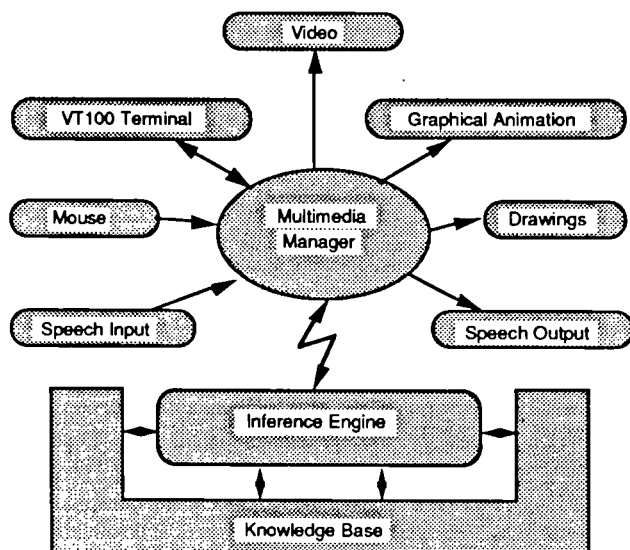 Video
VT100 Terminal
Graphical Animation
Mouse
Multimedia
Manager
Drawings
Speech Input
Speech Output
Inference Engine
Knowledge Base